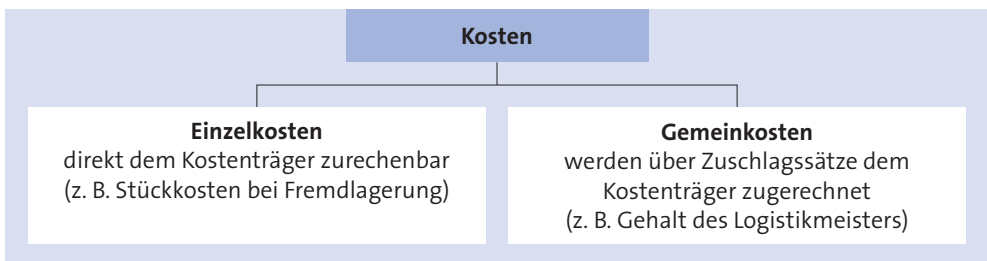 Kosten
Einzelkosten
direkt dem Kostenträger zurechenbar
(z. B. Stückkosten bei Fremdlagerung)
Gemeinkosten
werden über Zuschlagssätze dem
Kostenträger zugerechnet
(z. B. Gehalt des Logistikmeisters)